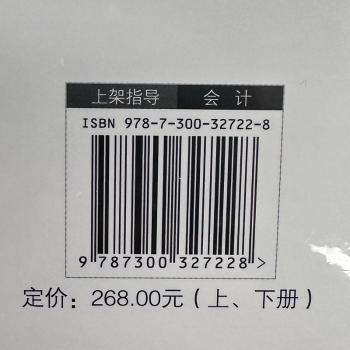 上架指导 会 计
ISBN 978-7-300-32722-8
9 787300 327228>
定价：268.00元（上、下册）